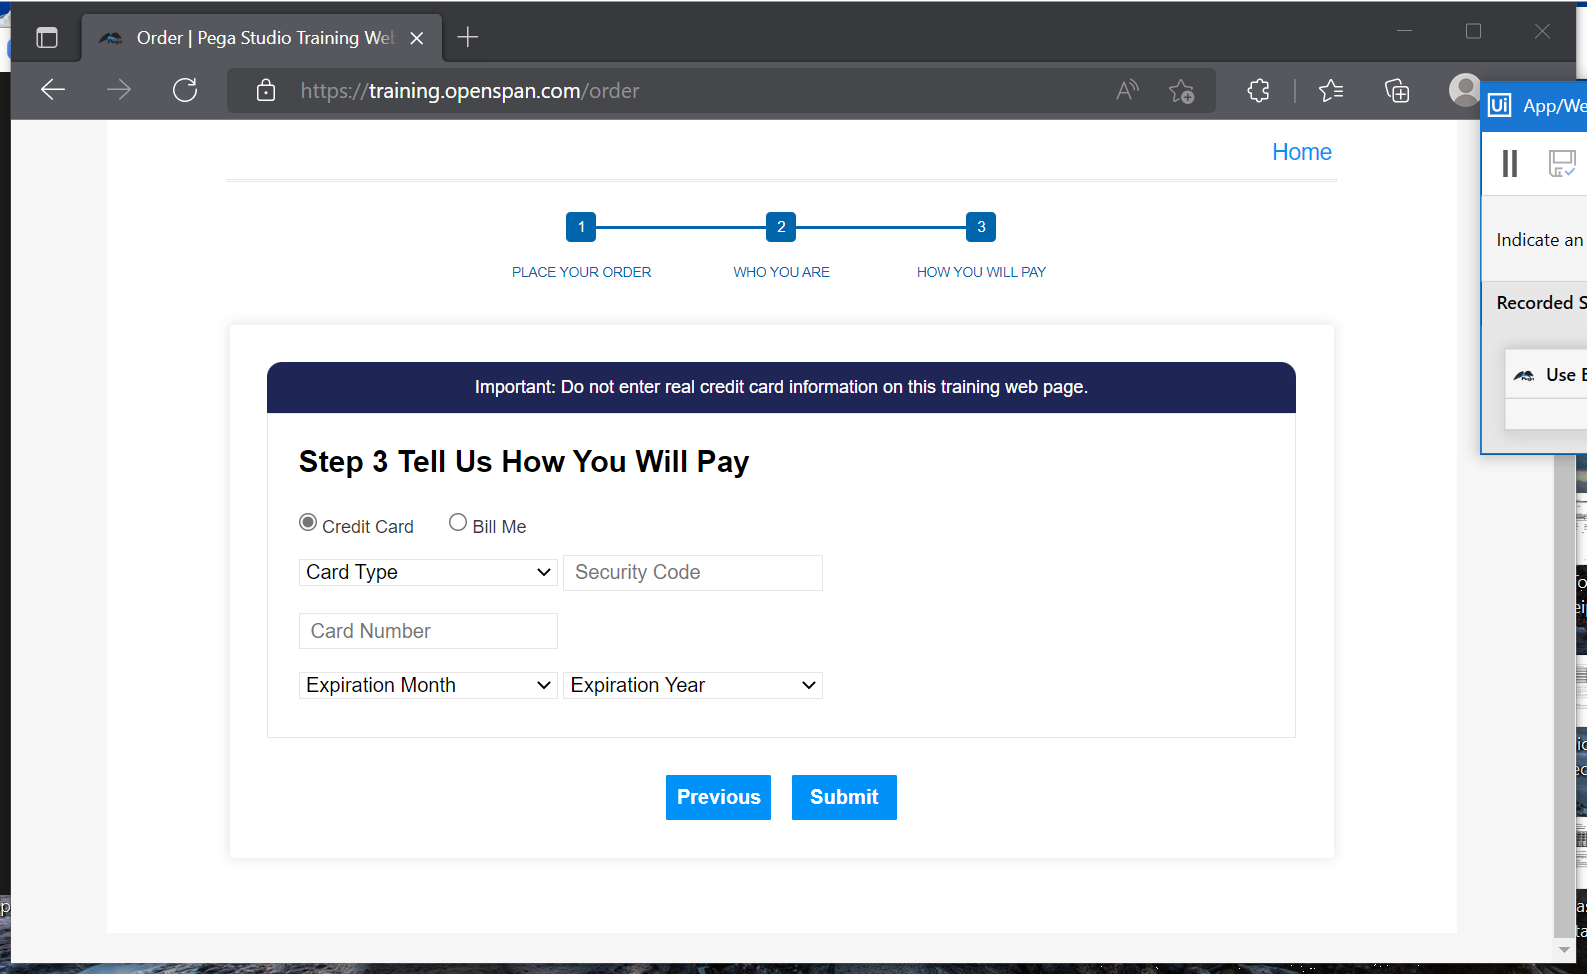 Order | Pega Studio Training Web
https://training.openspan.com/order
Ui App/We
Home
Indicate an
1 2 3
PLACE YOUR ORDER WHO YOU ARE HOW YOU WILL PAY
Recorded S
Use E
Important: Do not enter real credit card information on this training web page.
Step 3 Tell Us How You Will Pay
Credit Card Bill Me
Card Type Security Code
Card Number
Expiration Month Expiration Year
Previous Submit